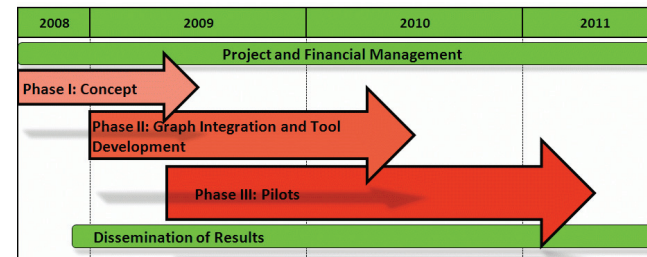 2008 2009 2010 2011
Project and Financial Management
Phase I: Concept
Phase II: Graph Integration and Tool
Development
Phase III: Pilots
Dissemination of Results